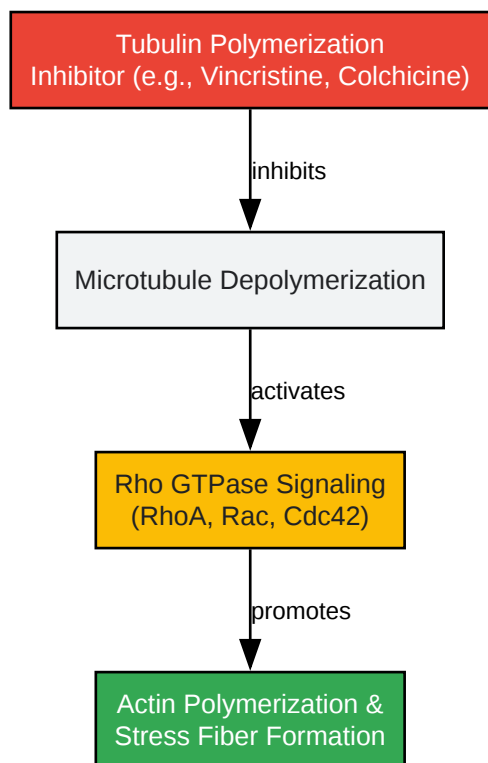 Tubulin Polymerization
Inhibitor (e.g., Vincristine, Colchicine)
inhibits
Microtubule Depolymerization
activates
Rho GTPase Signaling
(RhoA, Rac, Cdc42)
promotes
Actin Polymerization &
Stress Fiber Formation